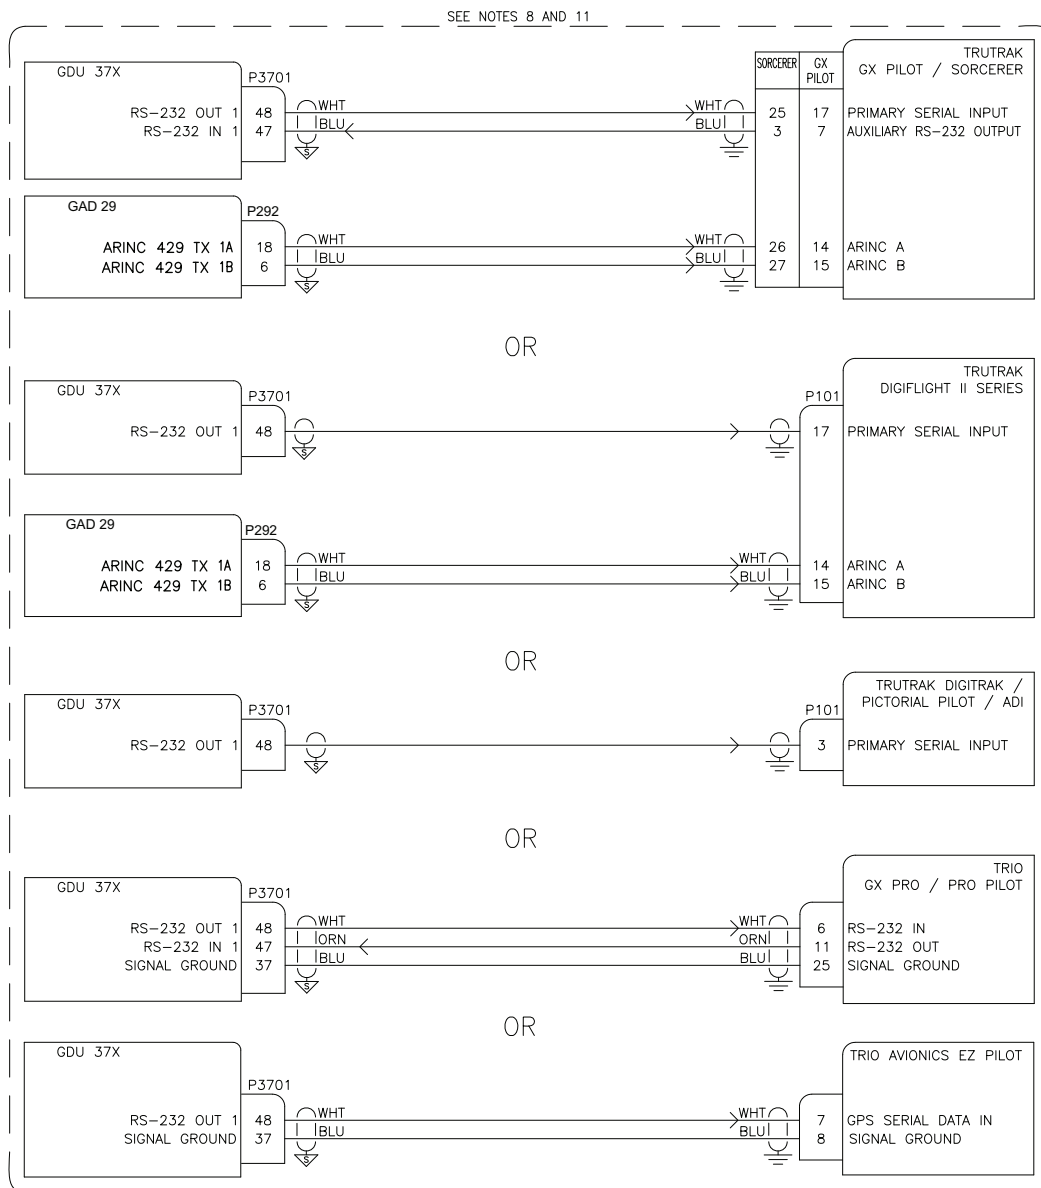 SEE NOTES 8 AND 11
GDU 37X
P3701
SORCERER
GX PILOT
TRUTRAK
GX PILOT / SORCERER
RS-232 OUT 1 48 WHT WHT 25 17 PRIMARY SERIAL INPUT
RS-232 IN 1 47 BLU BLU 3 7 AUXILIARY RS-232 OUTPUT
S
GAD 29
P292
ARINC 429 TX 1A 18 WHT WHT 26 14 ARINC A
ARINC 429 TX 1B 6 BLU BLU 27 15 ARINC B
S
OR
GDU 37X
P3701
P101
TRUTRAK
DIGIFLIGHT II SERIES
RS-232 OUT 1 48 17 PRIMARY SERIAL INPUT
S
GAD 29
P292
ARINC 429 TX 1A 18 WHT WHT 14 ARINC A
ARINC 429 TX 1B 6 BLU BLU 15 ARINC B
S
OR
GDU 37X
P3701
P101
TRUTRAK DIGITRAK /
PICTORIAL PILOT / ADI
RS-232 OUT 1 48 3 PRIMARY SERIAL INPUT
S
OR
GDU 37X
P3701
TRIO
GX PRO / PRO PILOT
RS-232 OUT 1 48 WHT WHT 6 RS-232 IN
RS-232 IN 1 47 ORN ORN 11 RS-232 OUT
SIGNAL GROUND 37 BLU BLU 25 SIGNAL GROUND
S
OR
GDU 37X
P3701
TRIO AVIONICS EZ PILOT
RS-232 OUT 1 48 WHT WHT 7 GPS SERIAL DATA IN
SIGNAL GROUND 37 BLU BLU 8 SIGNAL GROUND
S